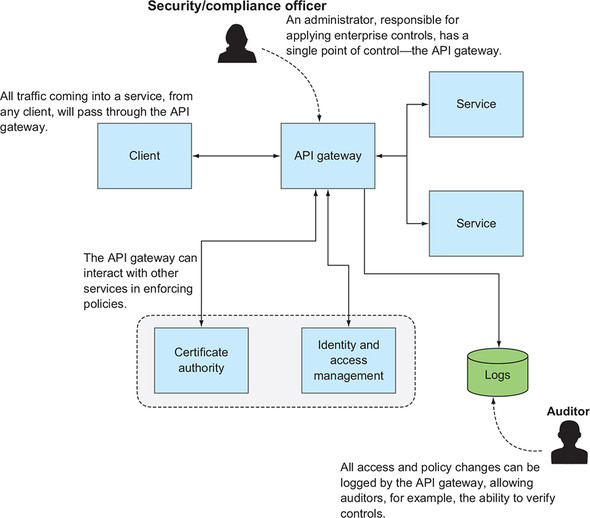 Security/compliance officer
An administrator, responsible for
applying enterprise controls, has a
single point of control—the API gateway.
All traffic coming into a service, from
any client, will pass through the API
gateway.
Client
API gateway
Service
Service
The API gateway can
interact with other
services in enforcing
policies.
Certificate
authority
Identity and
access
management
Logs
Auditor
All access and policy changes can be
logged by the API gateway, allowing
auditors, for example, the ability to verify
controls.